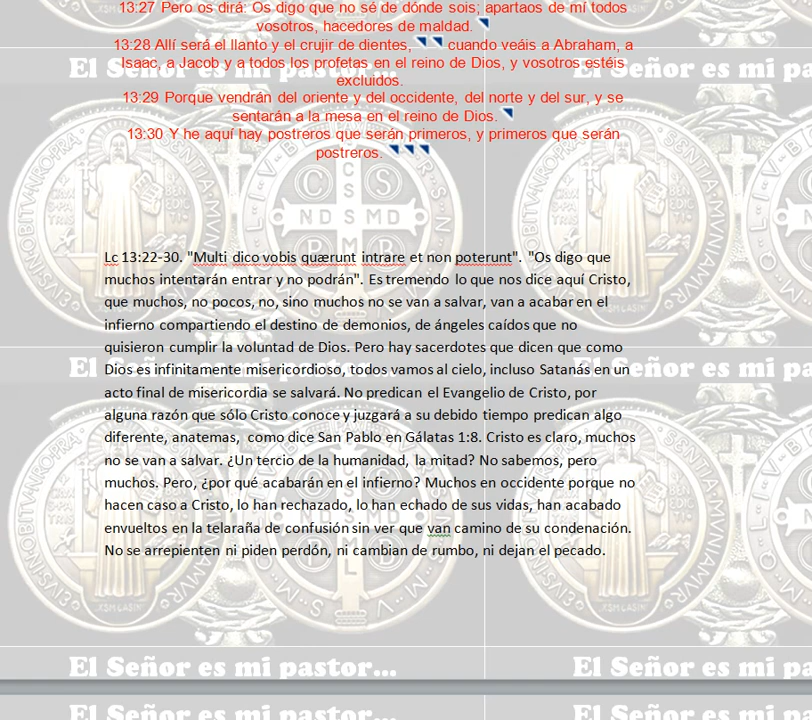 13:27 Pero os dirá: Os digo que no sé de dónde sois; apartaos de mí todos
vosotros, hacedores de maldad.
13:28 Allí será el llanto y el crujir de dientes, cuando veáis a Abraham, a
Isaac, a Jacob y a todos los profetas en el reino de Dios, y vosotros estéis
excluidos.
13:29 Porque vendrán del oriente y del occidente, del norte y del sur, y se
sentarán a la mesa en el reino de Dios.
13:30 Y he aquí hay postreros que serán primeros, y primeros que serán
postreros.
Lc 13:22-30. "Multi dico vobis quærunt intrare et non poterunt". "Os digo que
muchos intentarán entrar y no podrán". Es tremendo lo que nos dice aquí Cristo,
que muchos, no pocos, no, sino muchos no se van a salvar, van a acabar en el
infierno compartiendo el destino de demonios, de ángeles caídos que no
quisieron cumplir la voluntad de Dios. Pero hay sacerdotes que dicen que como
Dios es infinitamente misericordioso, todos vamos al cielo, incluso Satanás en un
acto final de misericordia se salvará. No predican el Evangelio de Cristo, por
alguna razón que sólo Cristo conoce y juzgará a su debido tiempo predican algo
diferente, anatemas, como dice San Pablo en Gálatas 1:8. Cristo es claro, muchos
no se van a salvar. ¿Un tercio de la humanidad, la mitad? No sabemos, pero
muchos. Pero, ¿por qué acabarán en el infierno? Muchos en occidente porque no
hacen caso a Cristo, lo han rechazado, lo han echado de sus vidas, han acabado
envueltos en la telaraña de confusión sin ver que van camino de su condenación.
No se arrepienten ni piden perdón, ni cambian de rumbo, ni dejan el pecado.
El Señor es mi pastor...